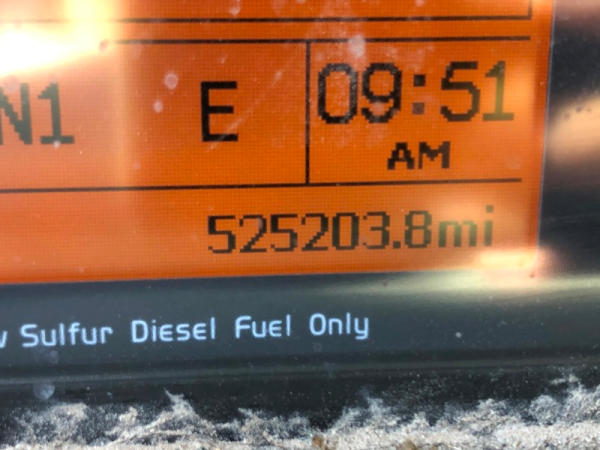 N1 E 09:51
AM
525203.8mi
Sulfur Diesel Fuel Only